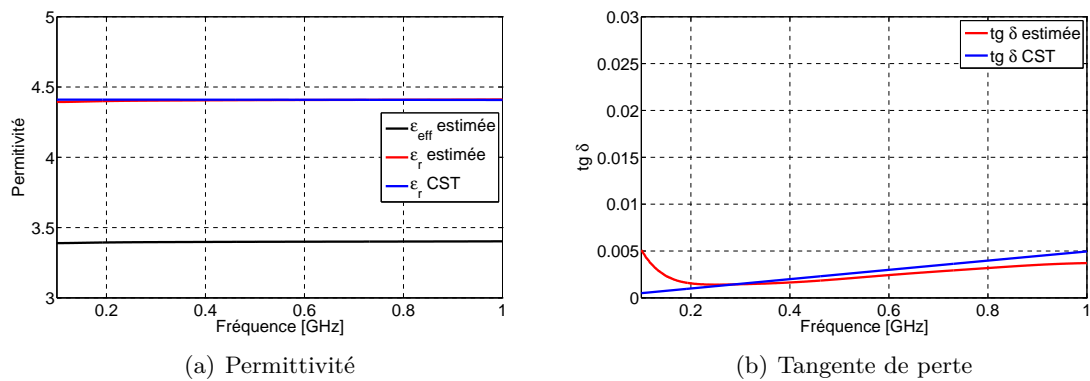 5
4.5
4
3.5
3
Permitivité
0.2
0.4
0.6
0.8
1
Fréquence [GHz]
ε_eff estimée
ε_r estimée
ε_r CST
(a) Permittivité
0.03
0.025
0.02
0.015
0.01
0.005
0
tg δ
0.2
0.4
0.6
0.8
1
Fréquence [GHz]
tg δ estimée
tg δ CST
(b) Tangente de perte